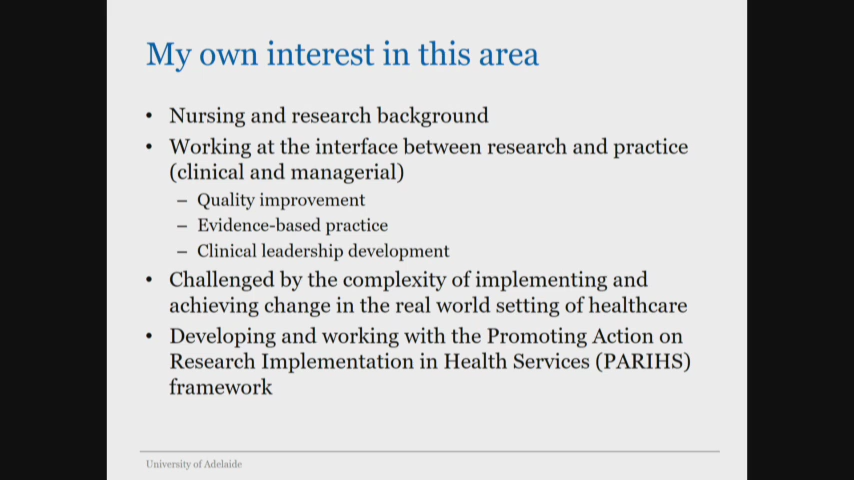 My own interest in this area
• Nursing and research background
• Working at the interface between research and practice
(clinical and managerial)
– Quality improvement
– Evidence-based practice
– Clinical leadership development
• Challenged by the complexity of implementing and
achieving change in the real world setting of healthcare
• Developing and working with the Promoting Action on
Research Implementation in Health Services (PARIHS)
framework
University of Adelaide